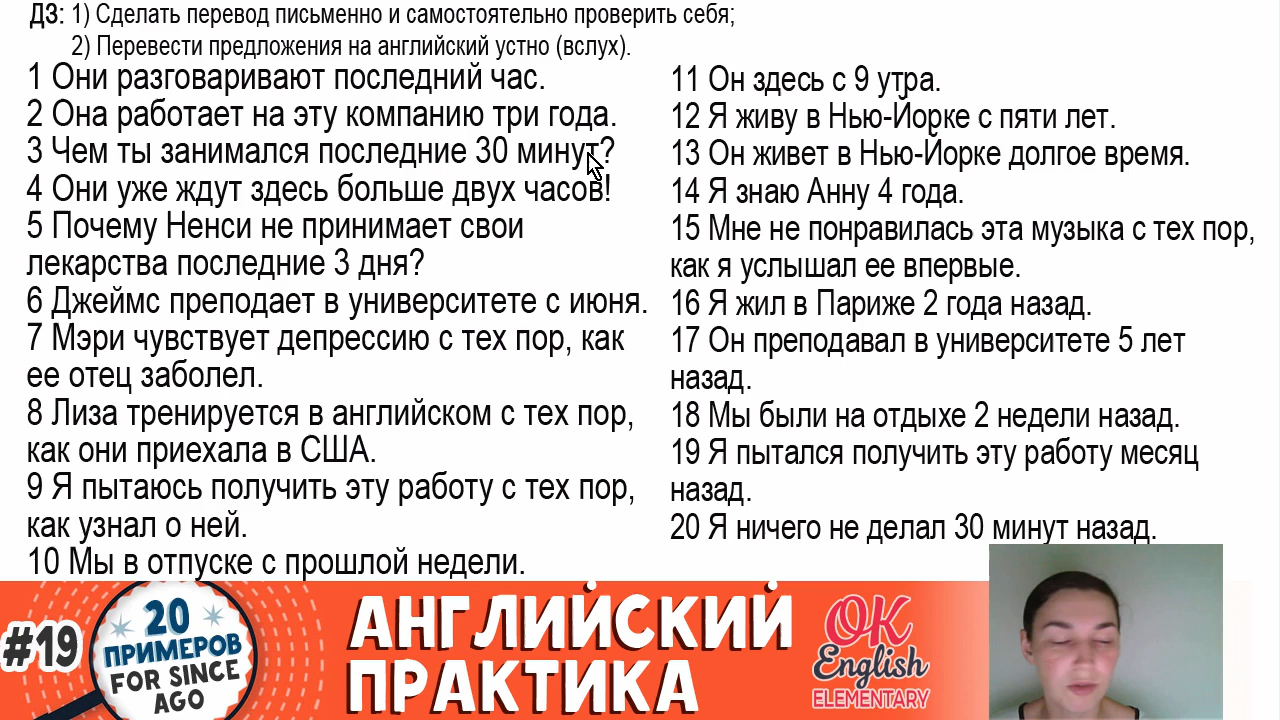 ДЗ: 1) Сделать перевод письменно и самостоятельно проверить себя;
2) Перевести предложения на английский устно (вслух).
1 Они разговаривают последний час.
2 Она работает на эту компанию три года.
3 Чем ты занимался последние 30 минут?
4 Они уже ждут здесь больше двух часов!
5 Почему Ненси не принимает свои
лекарства последние 3 дня?
6 Джеймс преподает в университете с июня.
7 Мэри чувствует депрессию с тех пор, как
ее отец заболел.
8 Лиза тренируется в английском с тех пор,
как они приехала в США.
9 Я пытаюсь получить эту работу с тех пор,
как узнал о ней.
10 Мы в отпуске с прошлой недели.
11 Он здесь с 9 утра.
12 Я живу в Нью-Йорке с пяти лет.
13 Он живет в Нью-Йорке долгое время.
14 Я знаю Анну 4 года.
15 Мне не понравилась эта музыка с тех пор,
как я услышал ее впервые.
16 Я жил в Париже 2 года назад.
17 Он преподавал в университете 5 лет
назад.
18 Мы были на отдыхе 2 недели назад.
19 Я пытался получить эту работу месяц
назад.
20 Я ничего не делал 30 минут назад.
#19
20
ПРИМЕРОВ
FOR SINCE
AGO
АНГЛИЙСКИЙ
ПРАКТИКА
OK
English
ELEMENTARY